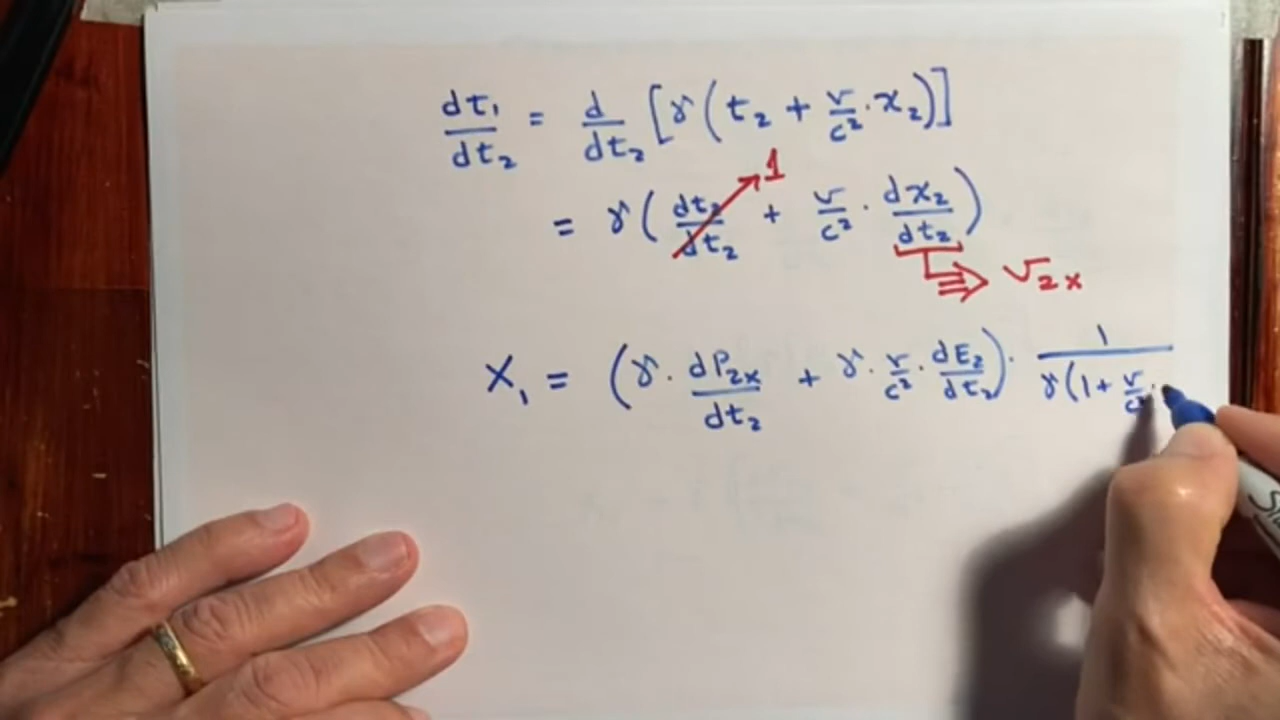 dt₁/dt₂ = d/dt₂ [γ(t₂ + v/c²·x₂)]
= γ(dt₂/dt₂ + v/c²·dx₂/dt₂)
1
⇒ v₂ₓ
X₁ = (γ·dP₂ₓ/dt₂ + γ·v/c²·dE₂/dt₂)·1/γ(1+ v/c²·